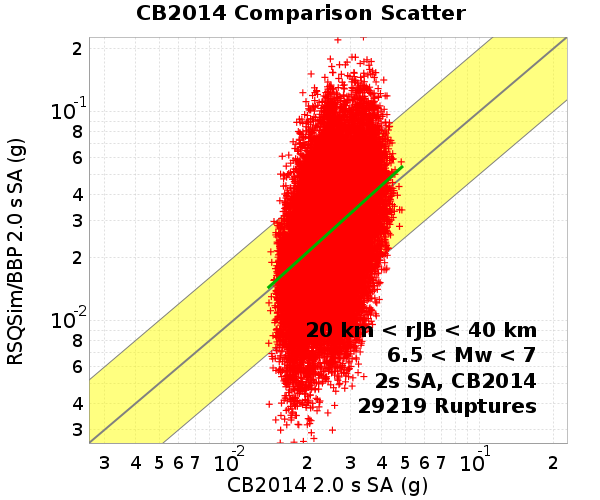 CB2014 Comparison Scatter
RSQSim/BBP 2.0 s SA (g)
2
10-1
8
6
4
3
2
10-2
8
6
4
3
20 km < rJB < 40 km
6.5 < Mw < 7
2s SA, CB2014
29219 Ruptures
3 4 5 6 7 10-2 2 3 4 5 6 7 10-1 2
CB2014 2.0 s SA (g)